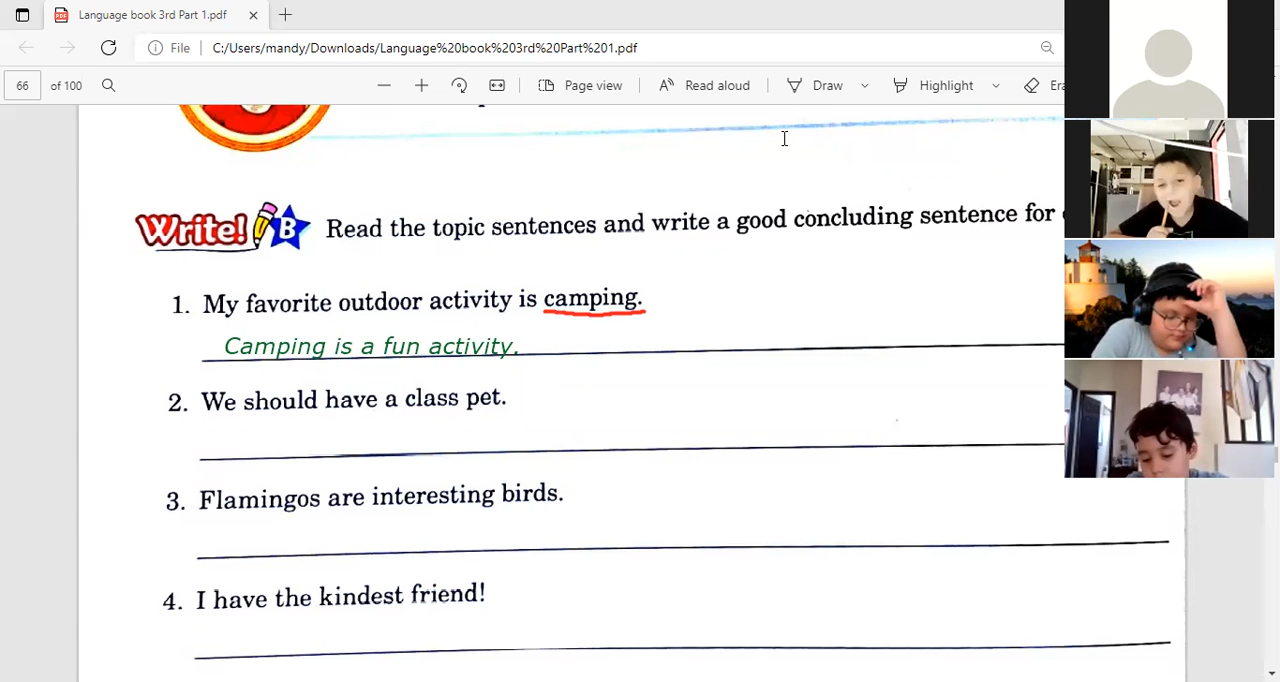 Language book 3rd Part 1.pdf
File C:/Users/mandy/Downloads/Language%20book%203rd%20Part%201.pdf
66 of 100 Page view Read aloud Draw Highlight Era
Write! B Read the topic sentences and write a good concluding sentence for
1. My favorite outdoor activity is camping.
Camping is a fun activity.
2. We should have a class pet.
3. Flamingos are interesting birds.
4. I have the kindest friend!